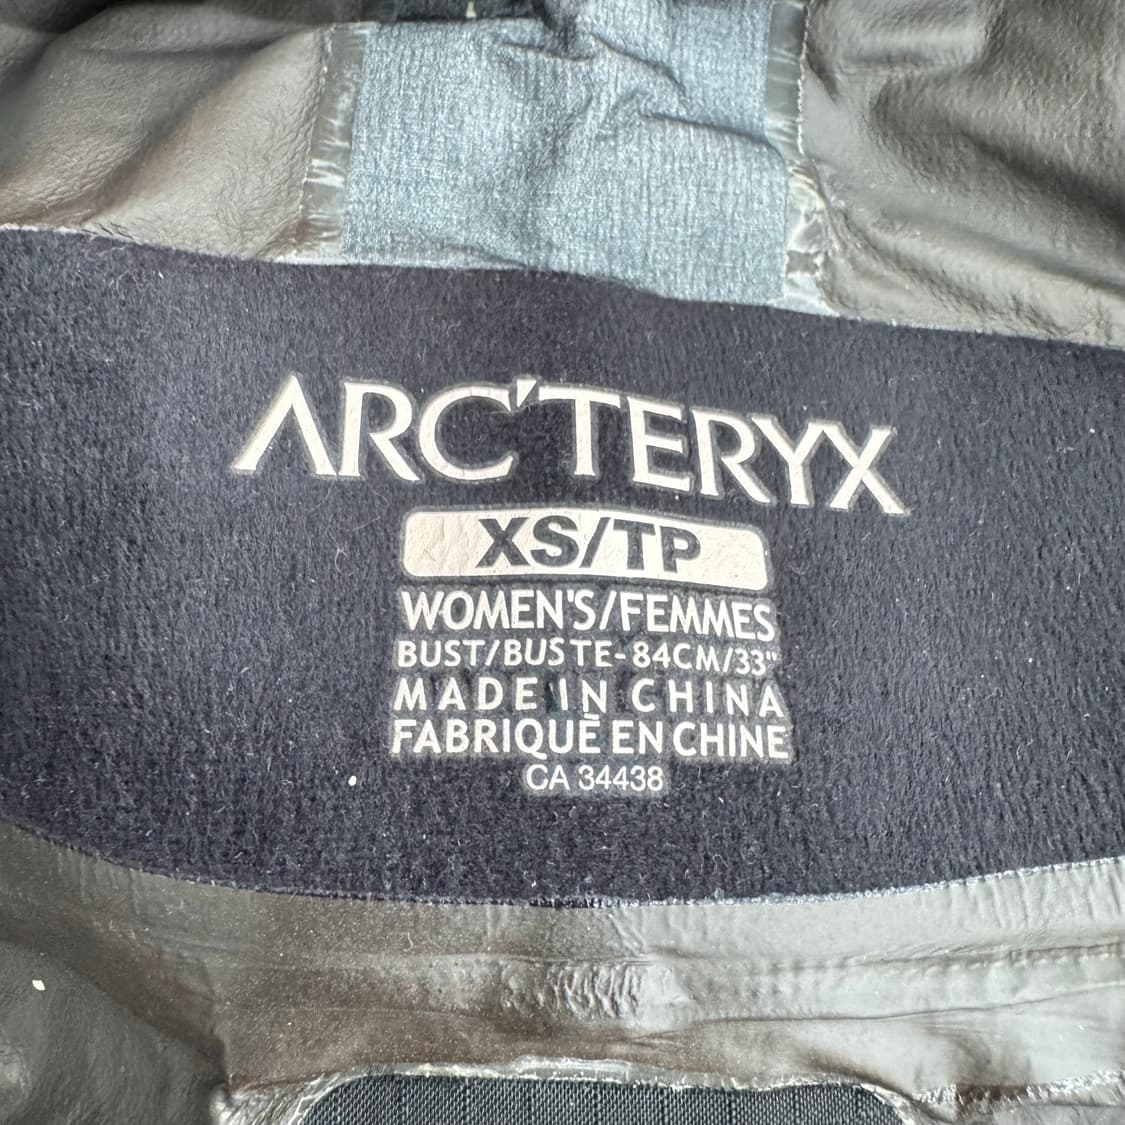 ARC'TERYX
XS/TP
WOMEN'S/FEMMES
BUST/BUSTE-84CM/33"
MADE IN CHINA
FABRIQUÉ EN CHINE
CA 34438